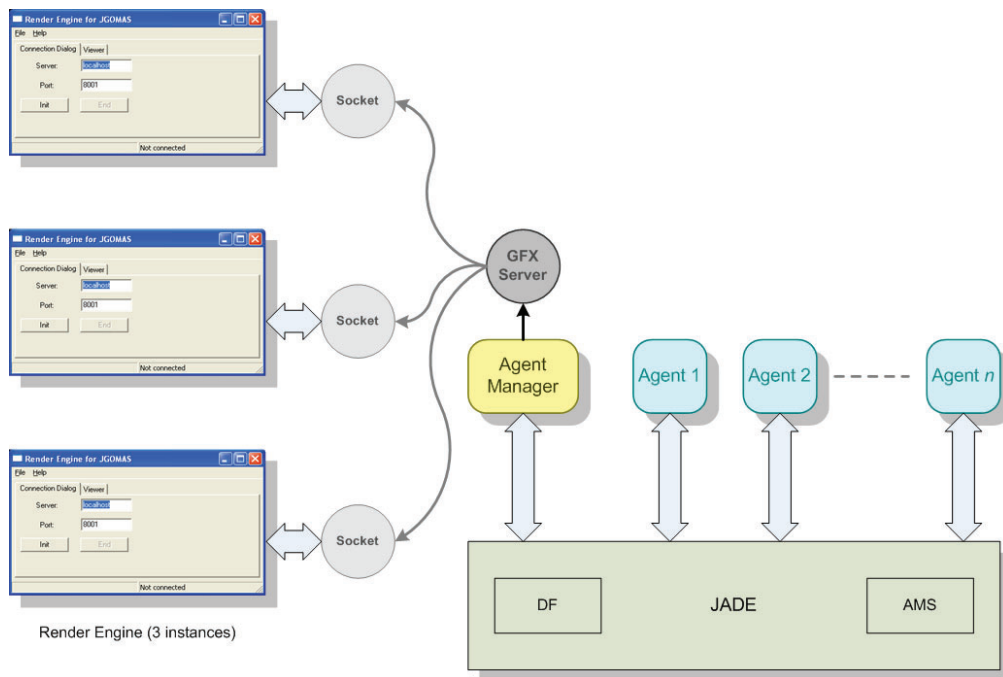 Render Engine for JGOMAS
File Help
Connection Dialog Viewer
Server: localhost
Port: 8001
Init End
Not connected
Socket
Render Engine for JGOMAS
File Help
Connection Dialog Viewer
Server: localhost
Port: 8001
Init End
Not connected
Socket
Render Engine for JGOMAS
File Help
Connection Dialog Viewer
Server: localhost
Port: 8001
Init End
Not connected
Socket
Render Engine (3 instances)
GFX
Server
Agent
Manager
Agent 1
Agent 2
Agent n
DF
JADE
AMS